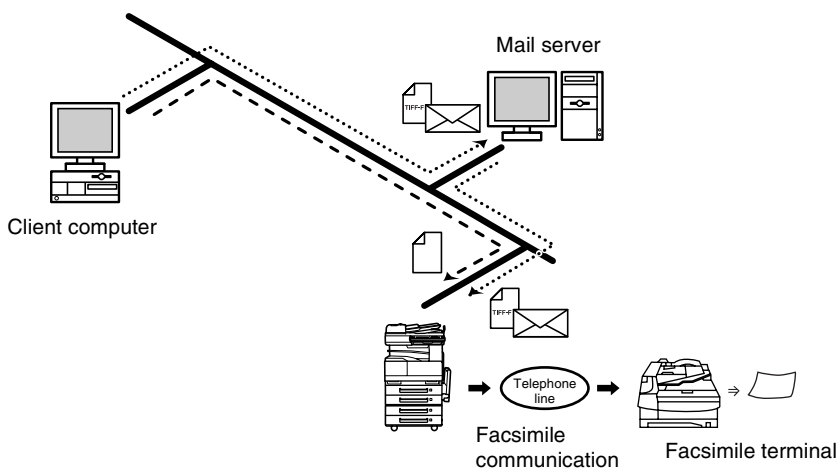 Mail server
TIFF-F
Client computer
TIFF-F
Telephone
line
Facsimile
communication
Facsimile terminal